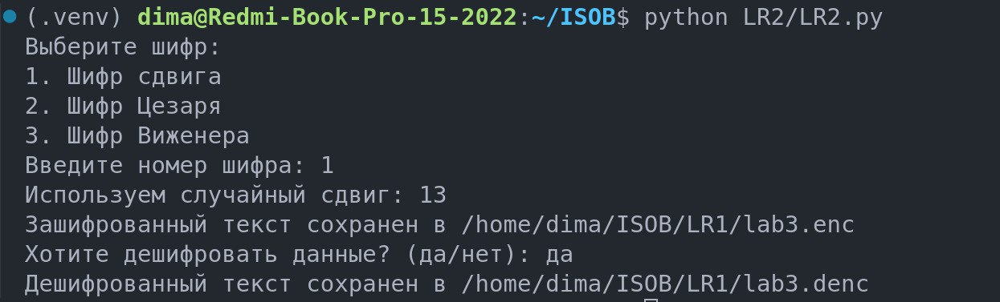 (.venv) dima@Redmi-Book-Pro-15-2022:~/ISOB$ python LR2/LR2.py
Выберите шифр:
1. Шифр сдвига
2. Шифр Цезаря
3. Шифр Виженера
Введите номер шифра: 1
Используем случайный сдвиг: 13
Зашифрованный текст сохранен в /home/dima/ISOB/LR1/lab3.enc
Хотите дешифровать данные? (да/нет): да
Дешифрованный текст сохранен в /home/dima/ISOB/LR1/lab3.denc